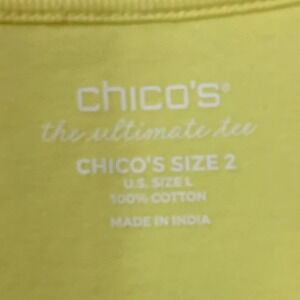 chico's®
the ultimate tee
CHICO'S SIZE 2
U.S. SIZE L
100% COTTON
MADE IN INDIA